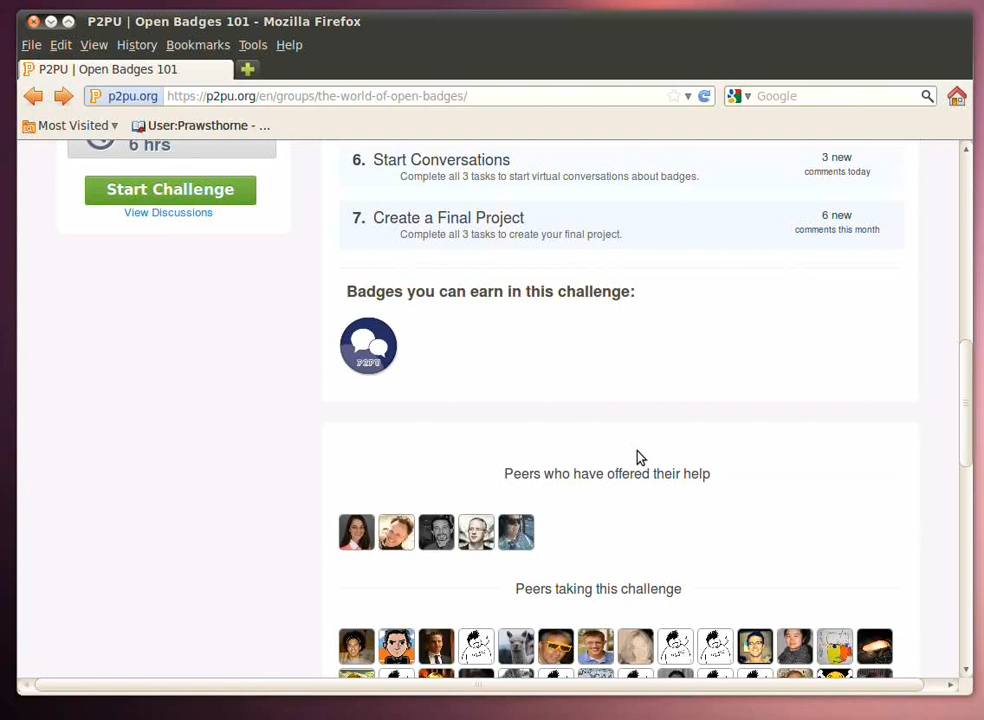 P2PU | Open Badges 101 - Mozilla Firefox
File Edit View History Bookmarks Tools Help
P2PU | Open Badges 101
p2pu.org https://p2pu.org/en/groups/the-world-of-open-badges/ Google
Most Visited User:Prawsthorne - ...
6 hrs
Start Challenge
View Discussions
6. Start Conversations
Complete all 3 tasks to start virtual conversations about badges.
3 new
comments today
7. Create a Final Project
Complete all 3 tasks to create your final project.
6 new
comments this month
Badges you can earn in this challenge:
P2PU
Peers who have offered their help
Peers taking this challenge